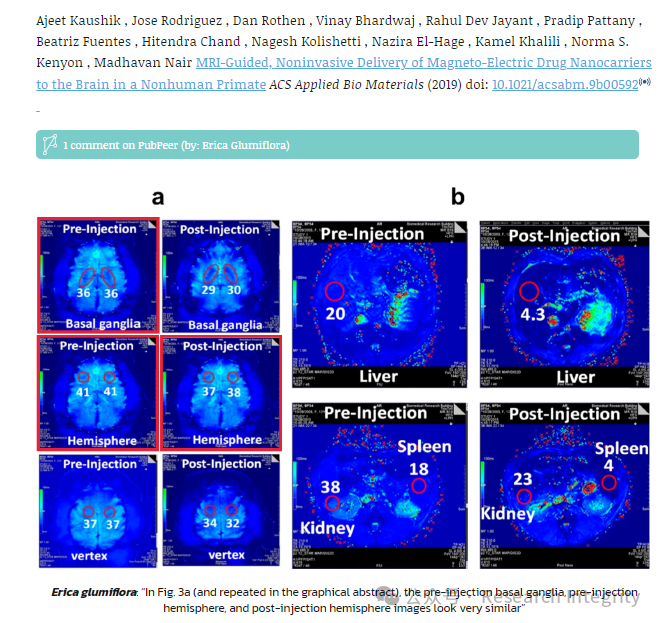 Ajeet Kaushik , Jose Rodriguez , Dan Rothen , Vinay Bhardwaj , Rahul Dev Jayant , Pradip Pattany ,
Beatriz Fuentes , Hitendra Chand , Nagesh Kolishetti , Nazira El-Hage , Kamel Khalili , Norma S.
Kenyon , Madhavan Nair MRI-Guided, Noninvasive Delivery of Magneto-Electric Drug Nanocarriers
to the Brain in a Nonhuman Primate ACS Applied Bio Materials (2019) doi: 10.1021/acsabm.9b00592
1 comment on PubPeer (by: Erica Glumiflora)
a
b
Pre-Injection
36 36
Basal ganglia
Post-Injection
29 30
Basal ganglia
Pre-Injection
20
Liver
Post-Injection
4.3
Liver
Pre-Injection
41 41
Hemisphere
Post-Injection
37 38
Hemisphere
Pre-Injection
Spleen
18
38
Kidney
Post-Injection
Spleen
4
23
Kidney
Pre-Injection
37 37
vertex
Post-Injection
34 32
vertex
Erica glumiflora: “In Fig. 3a (and repeated in the graphical abstract), the pre-injection basal ganglia, pre-injection
hemisphere, and post-injection hemisphere images look very similar”
公众号 · Research Integrity